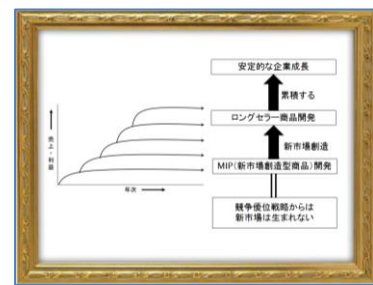 安定的な企業成長
累積する
ロングセラー商品開発
新市場創造
MIP(新市場創造型商品)開発
競争優位戦略からは
新市場は生まれない
売上・利益
年次